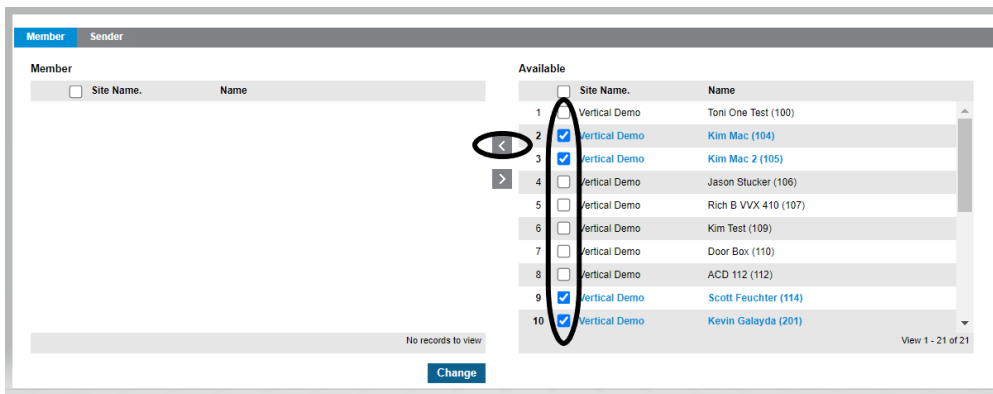 Member Sender
Member
Site Name. Name
No records to view
Available
Site Name. Name
1 Vertical Demo Toni One Test (100)
2 Vertical Demo Kim Mac (104)
3 Vertical Demo Kim Mac 2 (105)
4 Vertical Demo Jason Stucker (106)
5 Vertical Demo Rich B VVX 410 (107)
6 Vertical Demo Kim Test (109)
7 Vertical Demo Door Box (110)
8 Vertical Demo ACD 112 (112)
9 Vertical Demo Scott Feuchter (114)
10 Vertical Demo Kevin Galayda (201)
View 1 - 21 of 21
Change